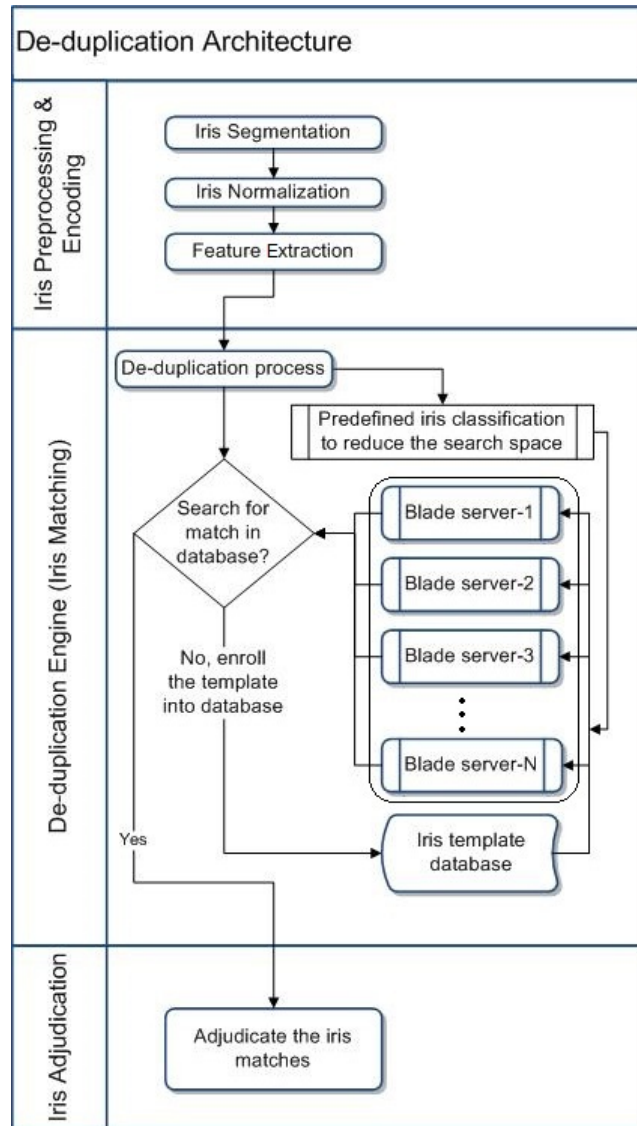 De-duplication Architecture
Iris Preprocessing &
Encoding
Iris Segmentation
Iris Normalization
Feature Extraction
De-duplication Engine (Iris Matching)
De-duplication process
Predefined iris classification
to reduce the search space
Search for
match in
database?
Blade server-1
Blade server-2
Blade server-3
Blade server-N
No, enroll
the template
into database
Yes
Iris template
database
Iris Adjudication
Adjudicate the iris
matches